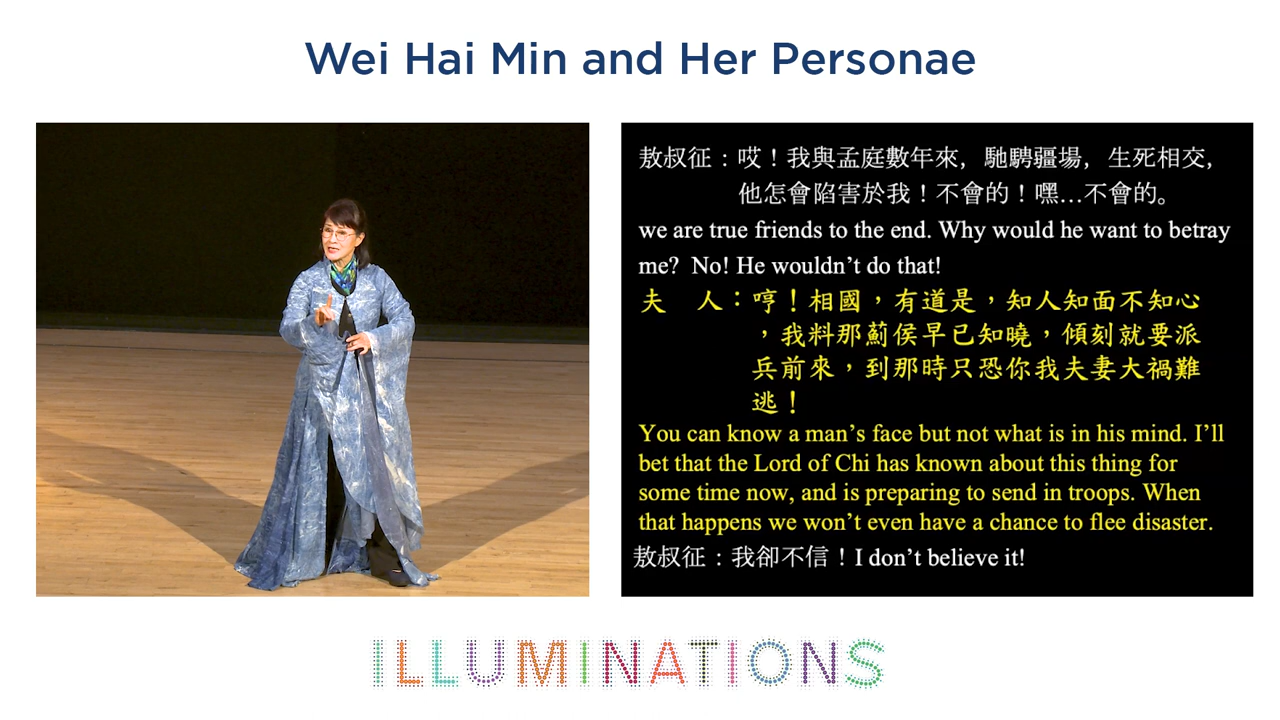 Wei Hai Min and Her Personae
敖叔征：哎！我與孟庭數年來，馳騁疆場，生死相交，
他怎會陷害於我！不會的！嘿…不會的。
we are true friends to the end. Why would he want to betray
me?  No! He wouldn’t do that!
夫　人：哼！相國，有道是，知人知面不知心
，我料那薊侯早已知曉，傾刻就要派
兵前來，到那時只恐你我夫妻大禍難
逃！
You can know a man’s face but not what is in his mind. I’ll
bet that the Lord of Chi has known about this thing for
some time now, and is preparing to send in troops. When
that happens we won’t even have a chance to flee disaster.
敖叔征：我卻不信！I don’t believe it!
ILLUMINATIONS